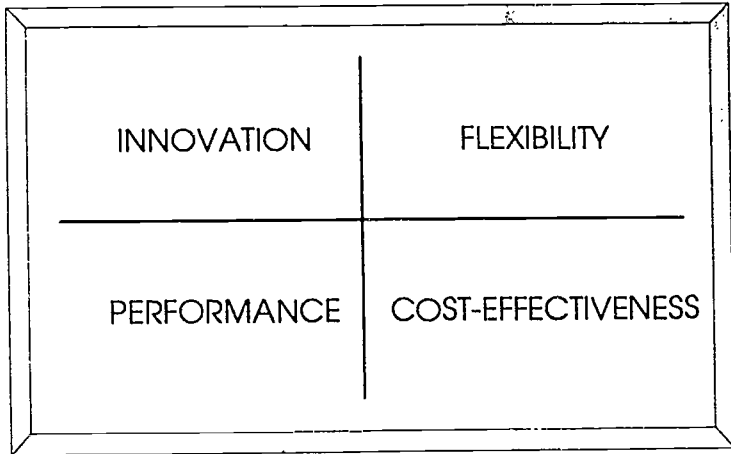 INNOVATION
FLEXIBILITY
PERFORMANCE
COST-EFFECTIVENESS